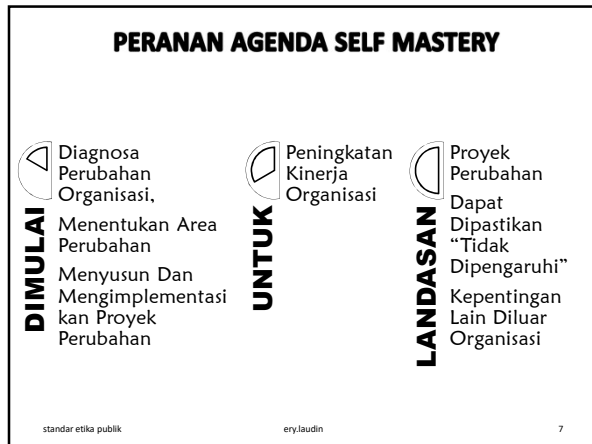 PERANAN AGENDA SELF MASTERY
DIMULAI
Diagnosa
Perubahan
Organisasi,
Menentukan Area
Perubahan
Menyusun Dan
Mengimplementasi
kan Proyek
Perubahan
UNTUK
Peningkatan
Kinerja
Organisasi
LANDASAN
Proyek
Perubahan
Dapat
Dipastikan
“Tidak
Dipengaruhi”
Kepentingan
Lain Diluar
Organisasi
standar etika publik
ery.laudin
7